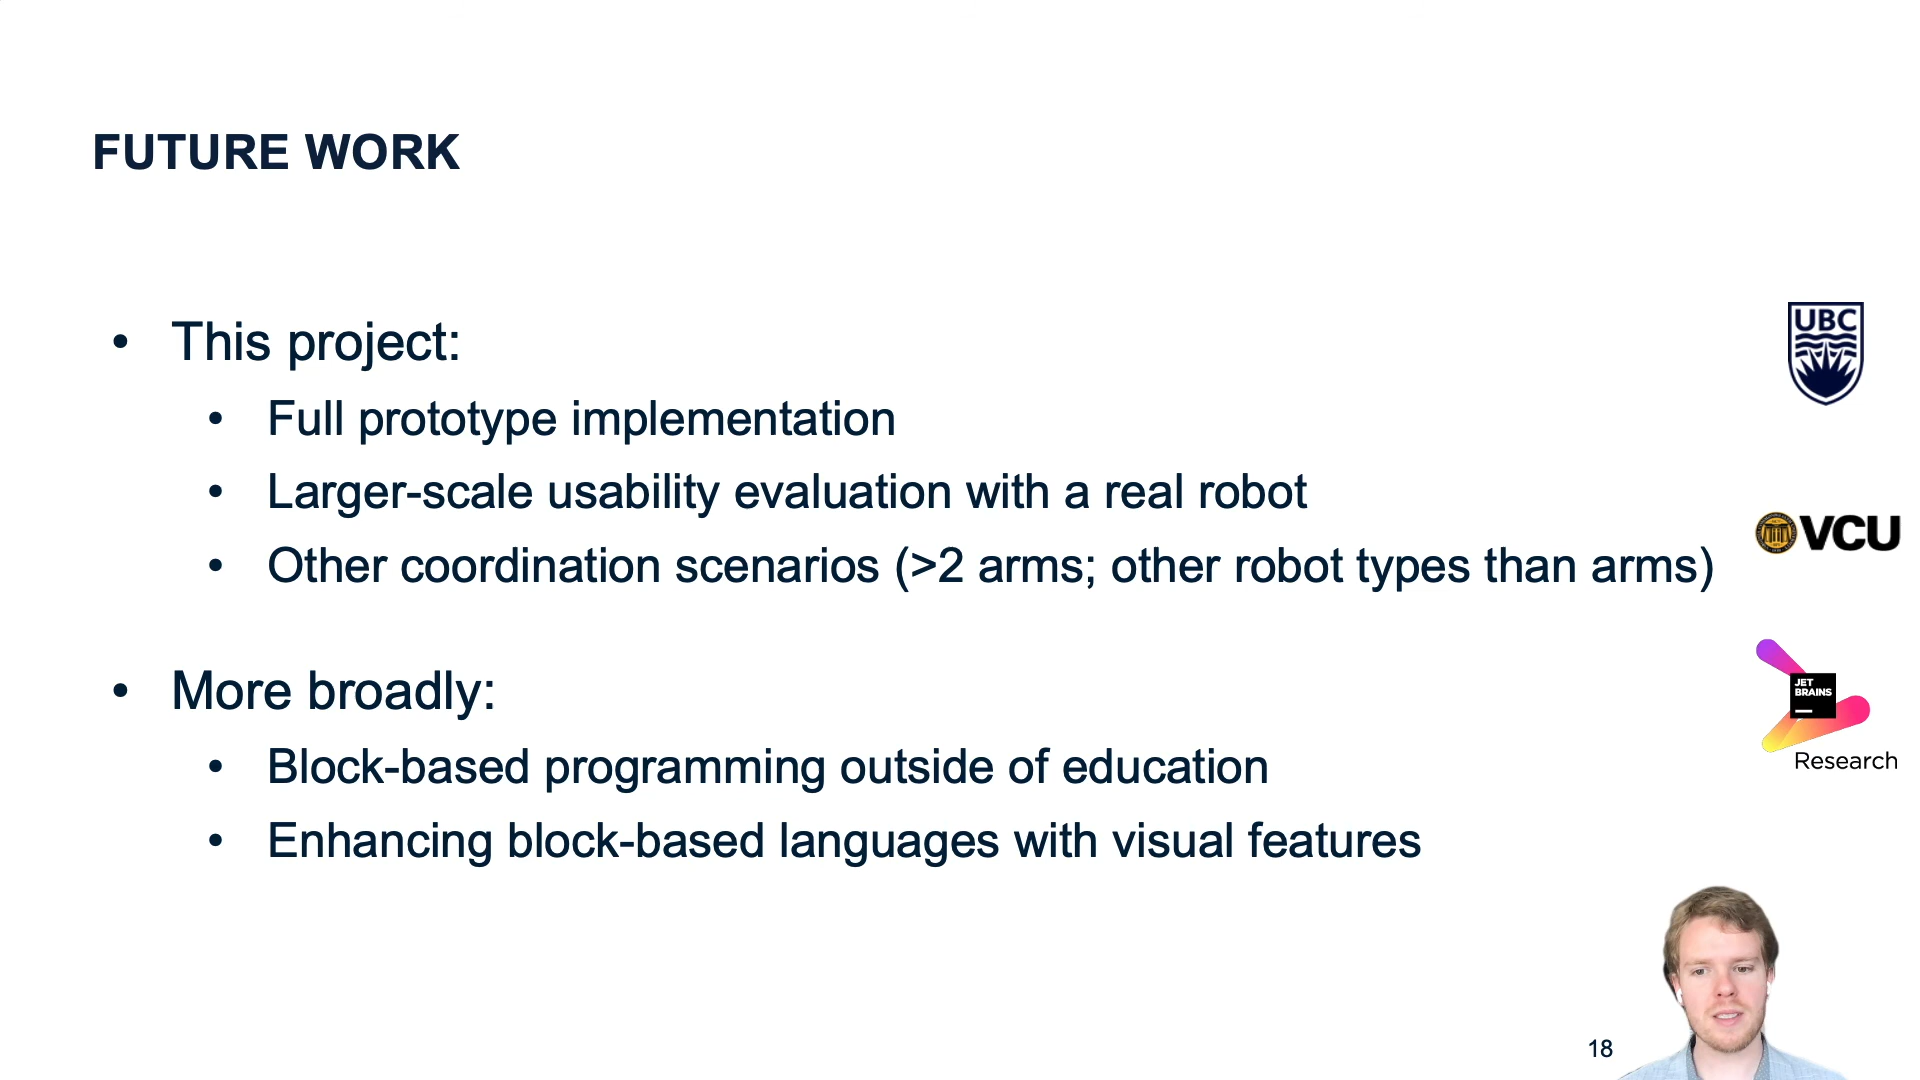 FUTURE WORK
• This project:
• Full prototype implementation
• Larger-scale usability evaluation with a real robot
• Other coordination scenarios (>2 arms; other robot types than arms)
• More broadly:
• Block-based programming outside of education
• Enhancing block-based languages with visual features
UBC
VCU
JET
BRAINS
Research
18